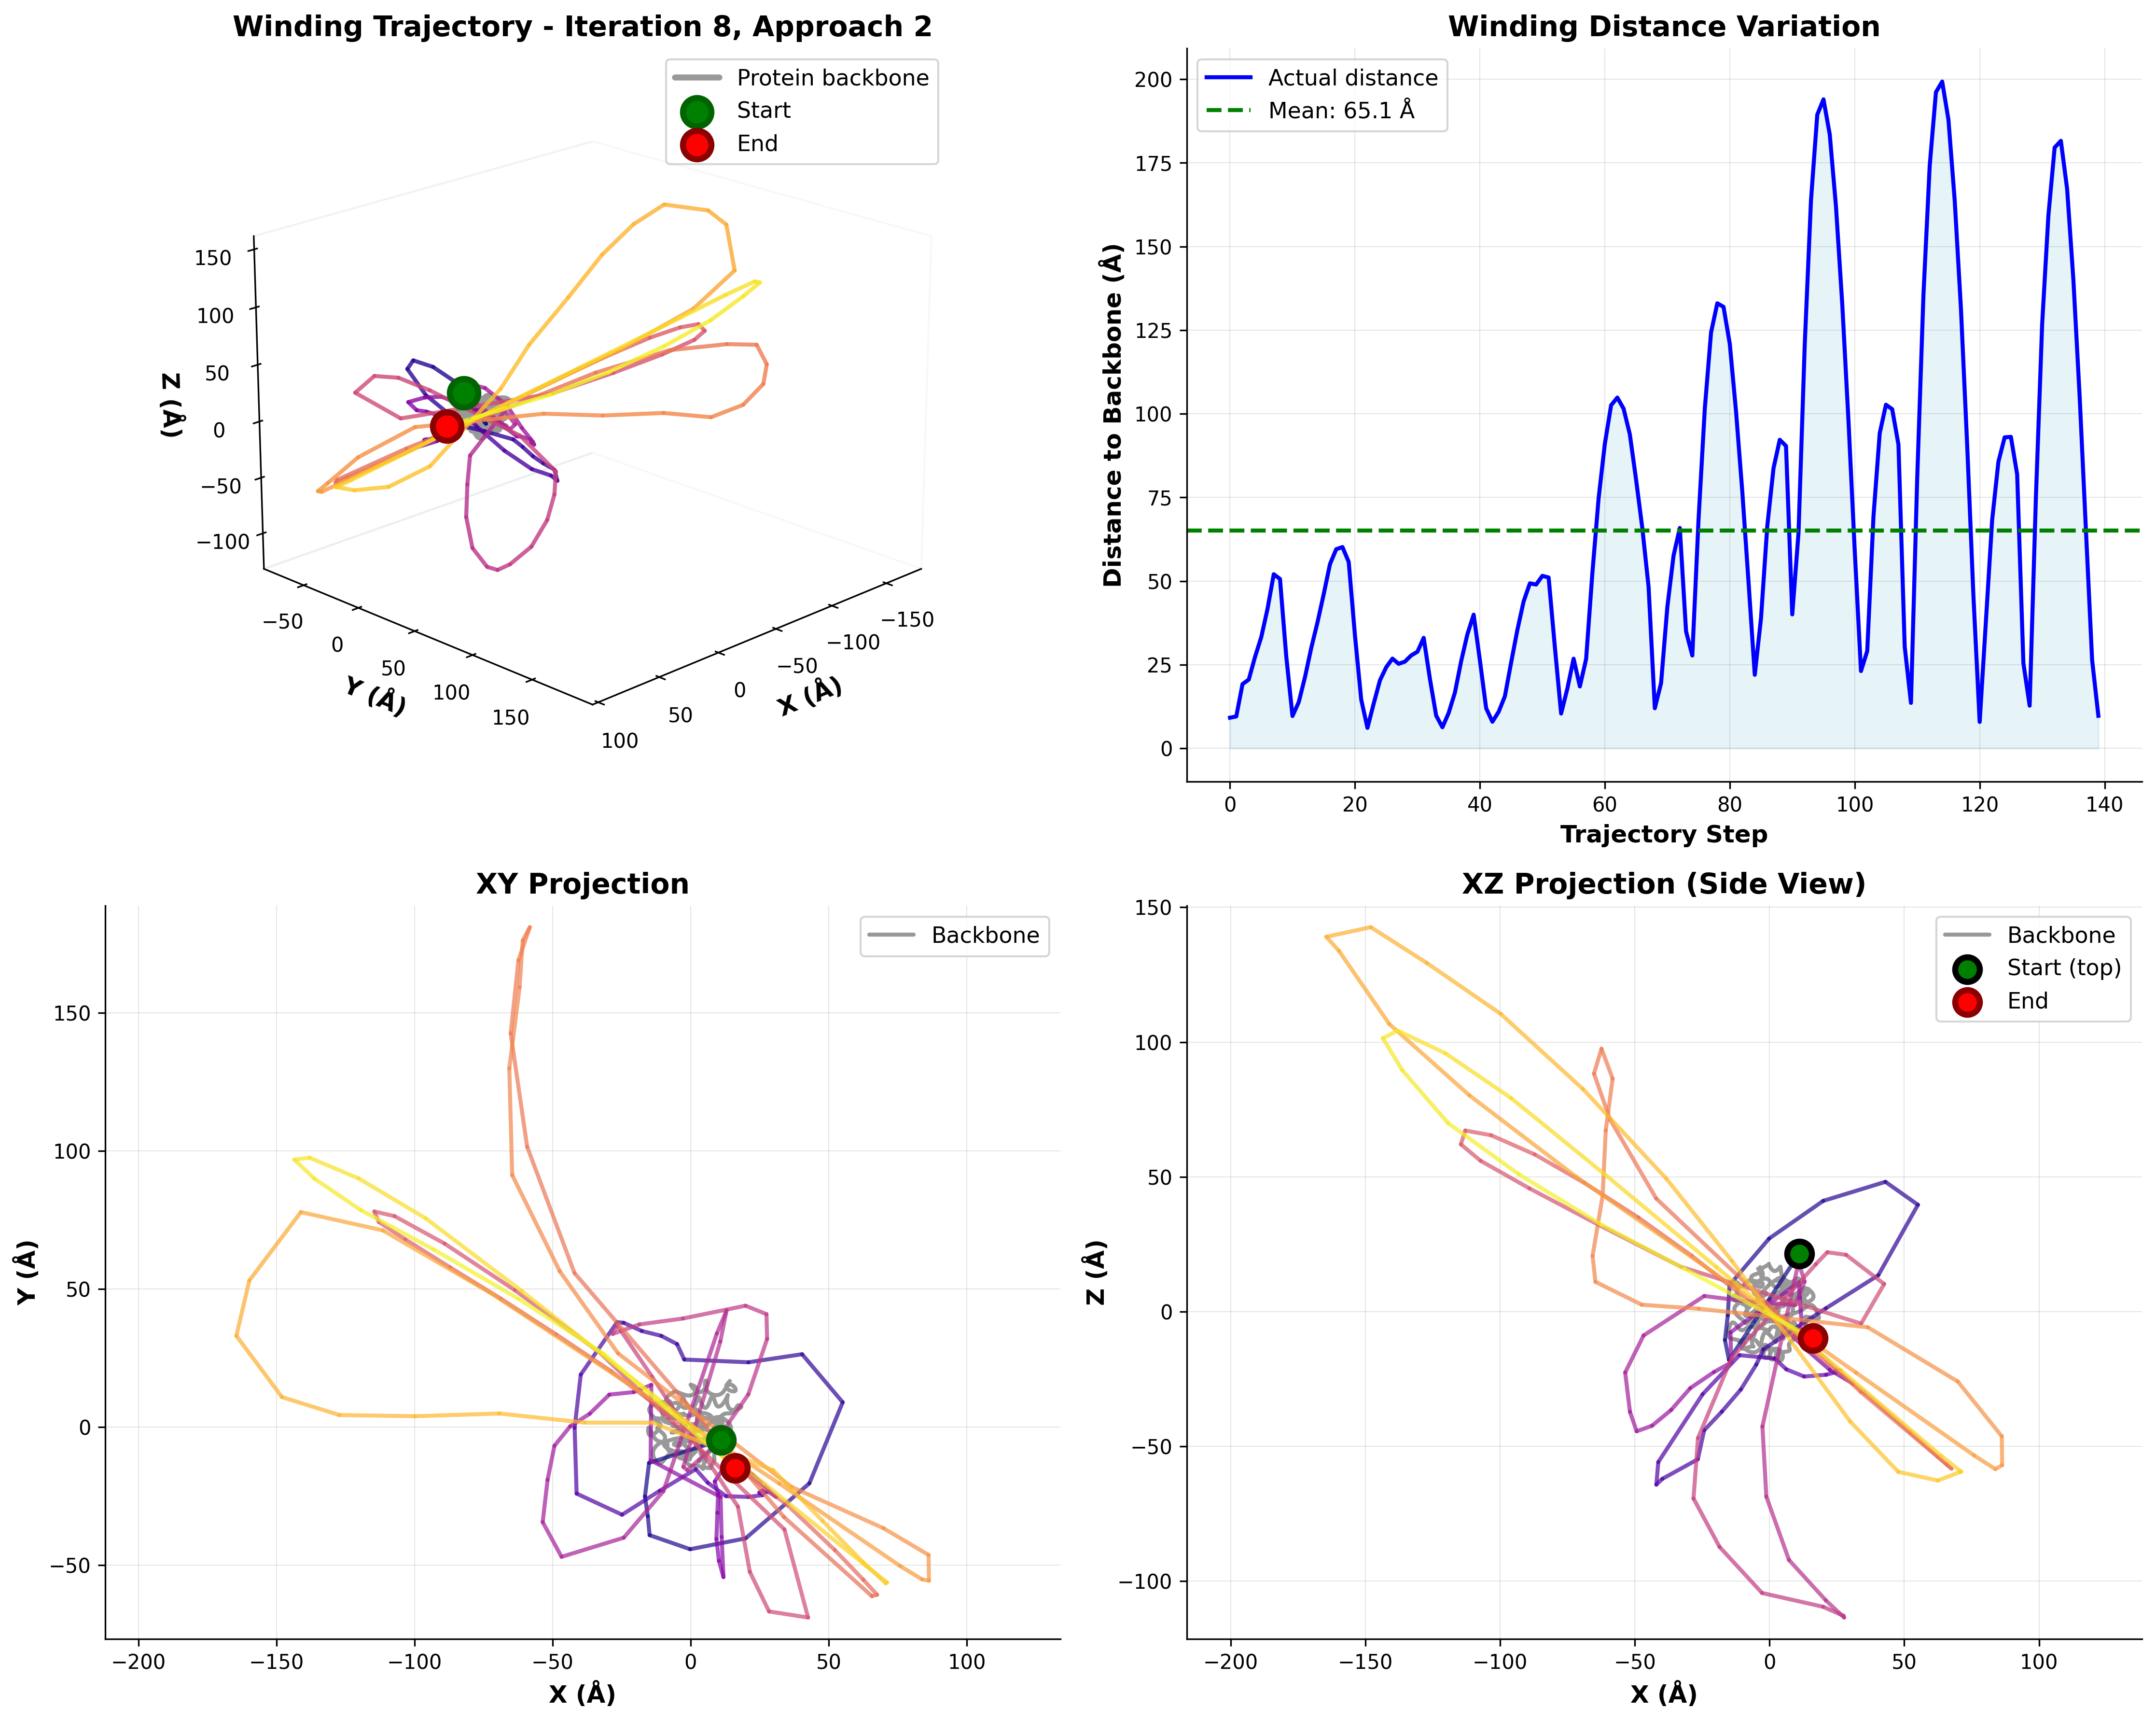 Winding Trajectory - Iteration 8, Approach 2
Protein backbone
Start
End
150
100
50
0
−50
−100
Z (Å)
−50
0
50
100
150
Y (Å)
100
50
0
−50
−100
−150
X (Å)
Winding Distance Variation
Actual distance
Mean: 65.1 Å
200
175
150
125
100
75
50
25
0
Distance to Backbone (Å)
0
20
40
60
80
100
120
140
Trajectory Step
XY Projection
Backbone
150
100
50
0
−50
Y (Å)
−200
−150
−100
−50
0
50
100
X (Å)
XZ Projection (Side View)
Backbone
Start (top)
End
150
100
50
0
−50
−100
Z (Å)
−200
−150
−100
−50
0
50
100
X (Å)